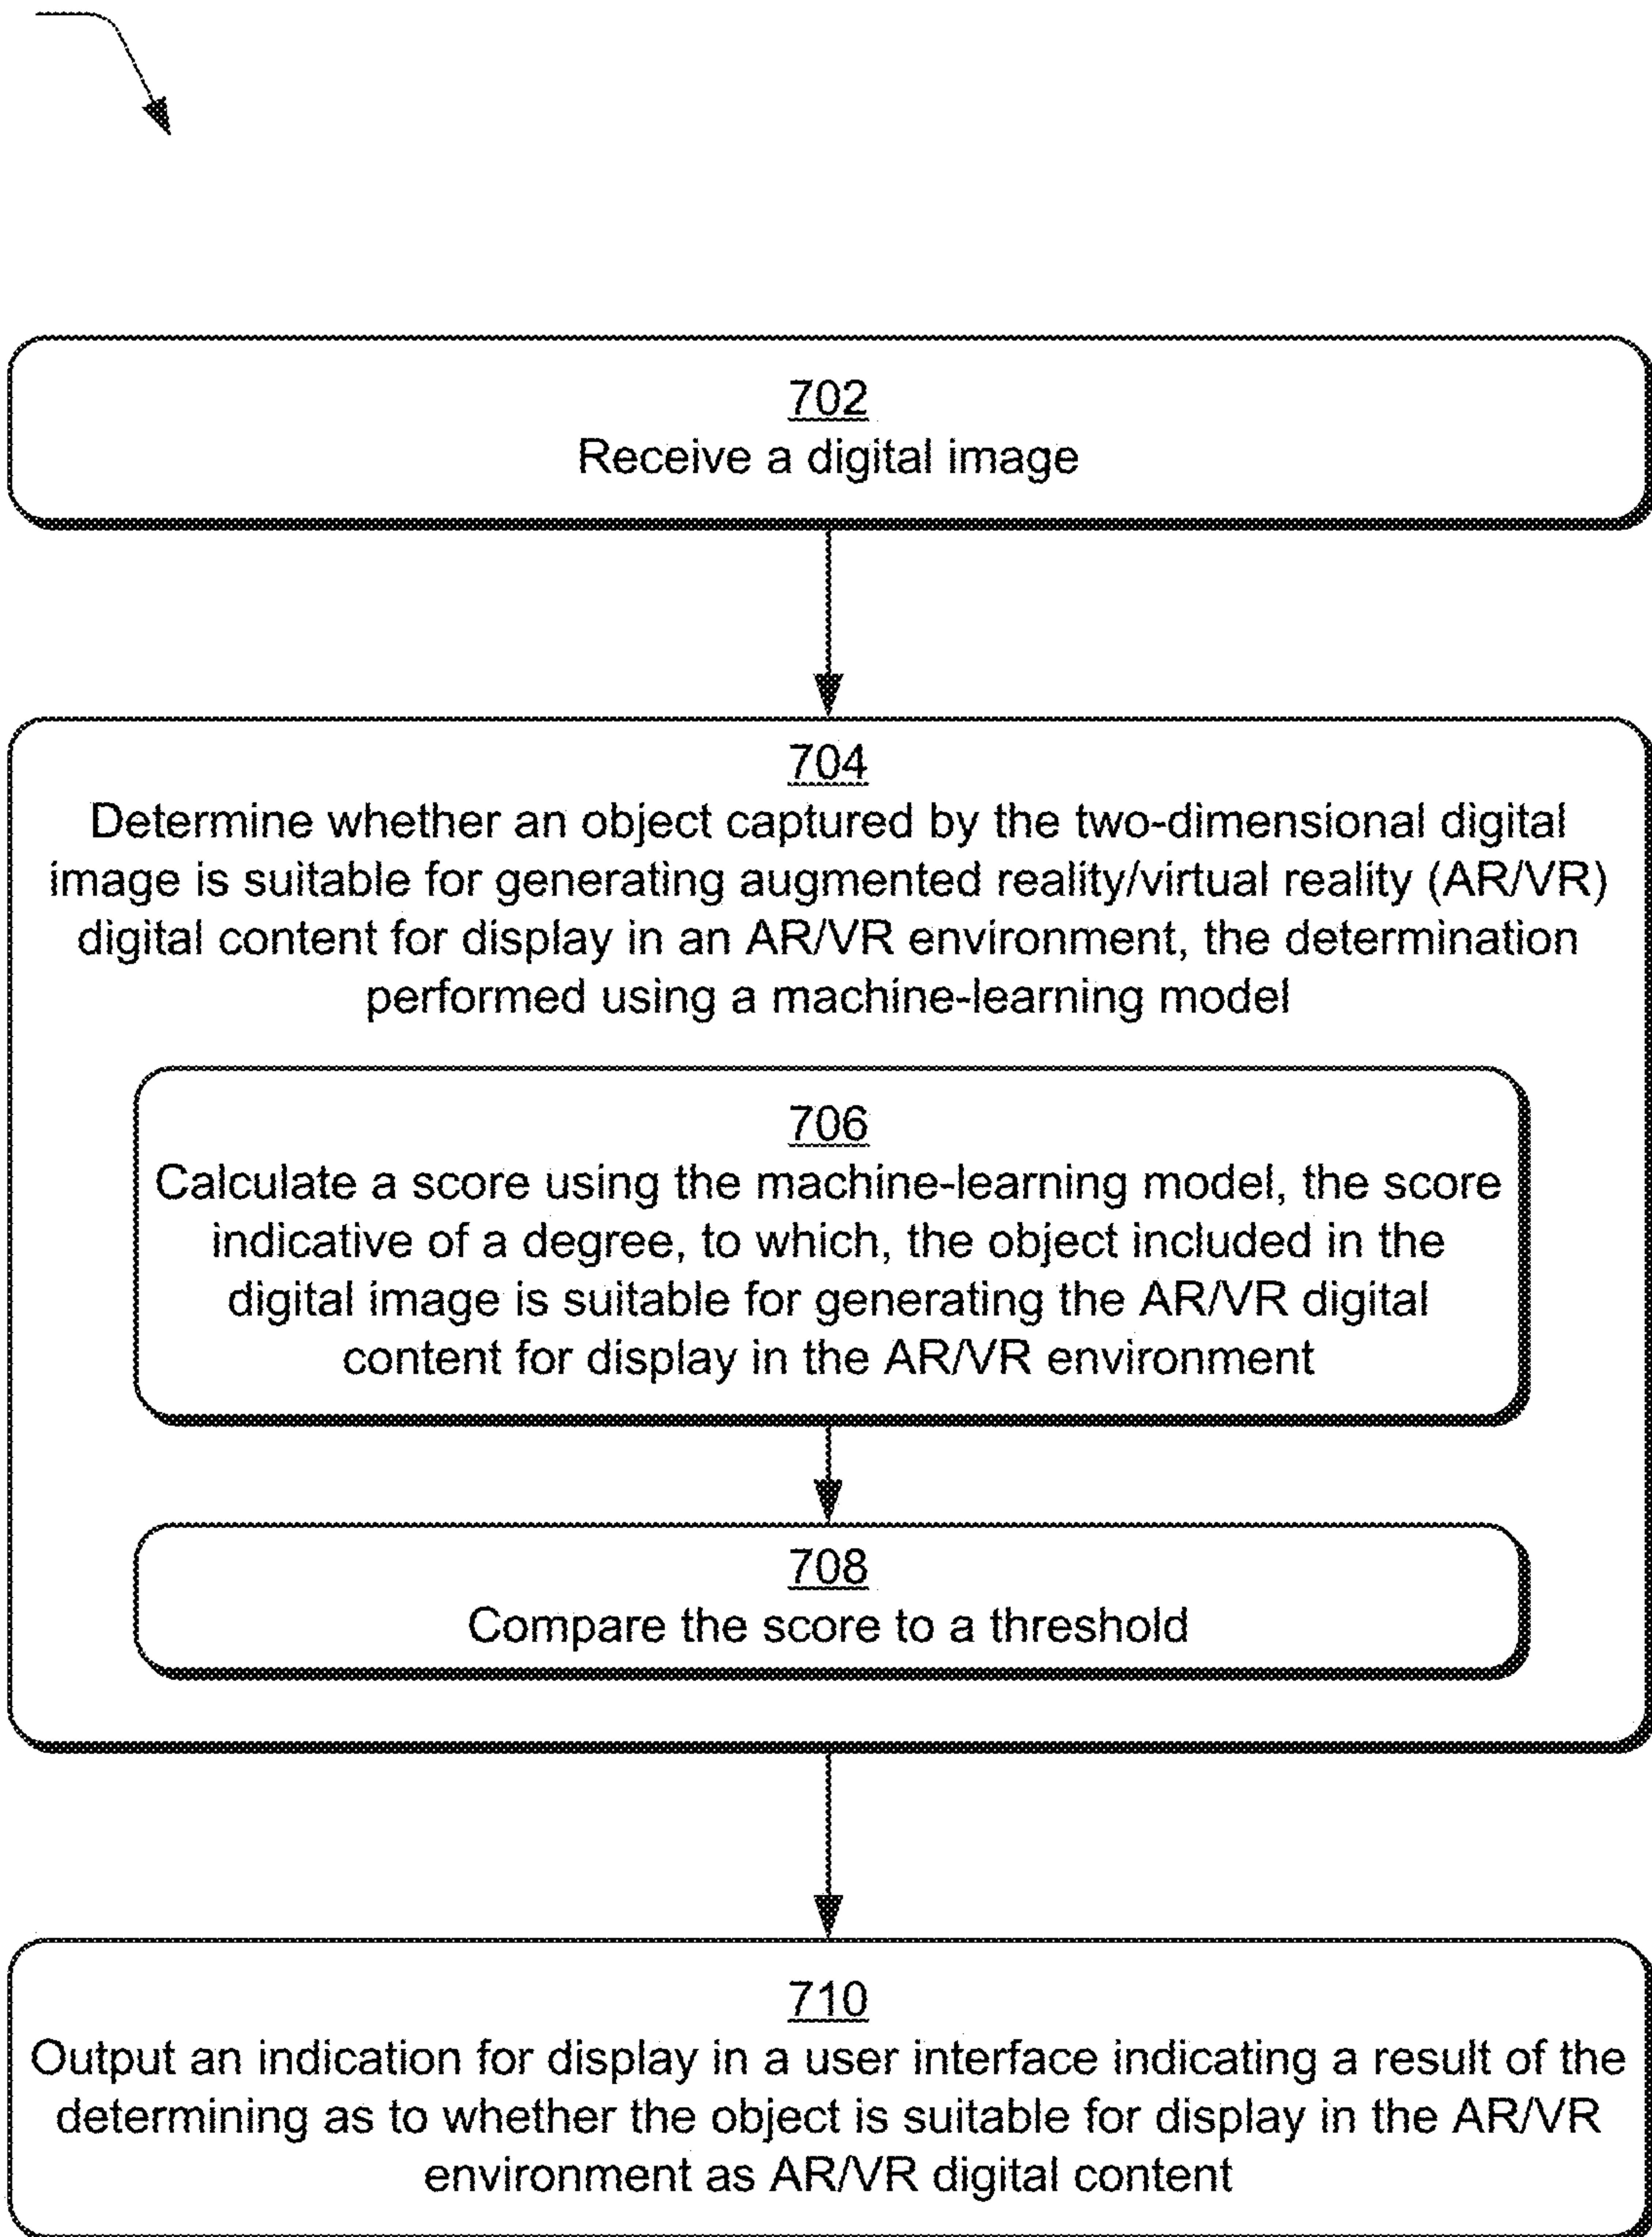 702
Receive a digital image
704
Determine whether an object captured by the two-dimensional digital
image is suitable for generating augmented reality/virtual reality (AR/VR)
digital content for display in an AR/VR environment, the determination
performed using a machine-learning model
706
Calculate a score using the machine-learning model, the score
indicative of a degree, to which, the object included in the
digital image is suitable for generating the AR/VR digital
content for display in the AR/VR environment
708
Compare the score to a threshold
710
Output an indication for display in a user interface indicating a result of the
determining as to whether the object is suitable for display in the AR/VR
environment as AR/VR digital content